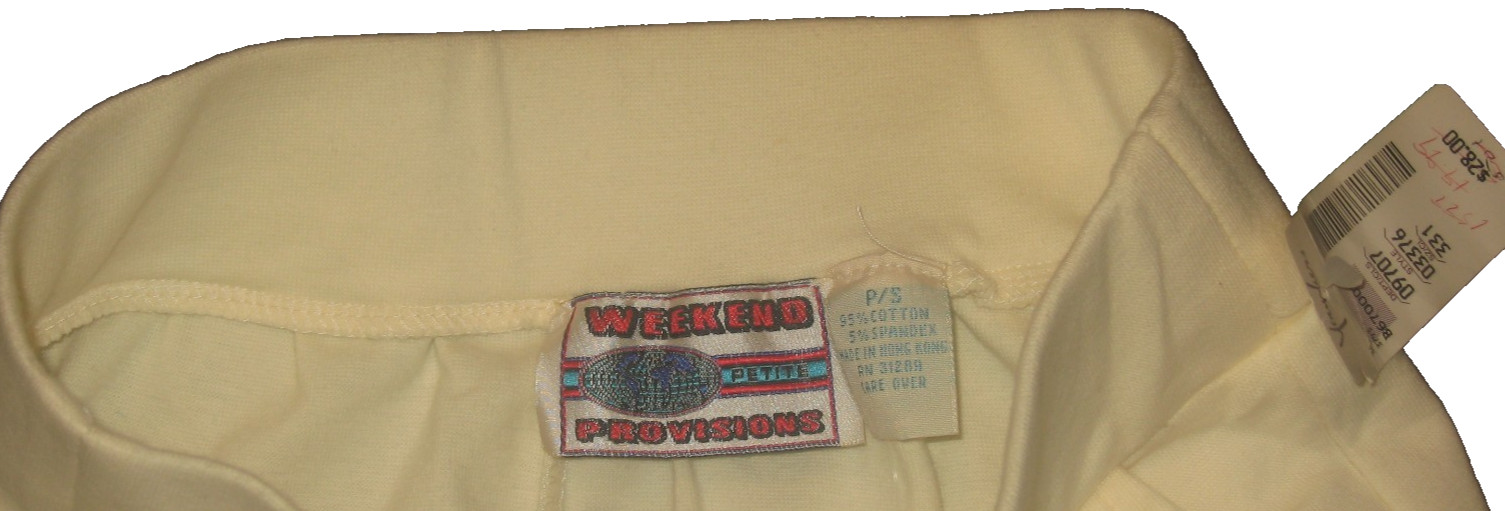 WEEKEND
PETITE
PROVISIONS
P/S
95% COTTON
5% SPANDEX
MADE IN HONG KONG
RN 31289
CARE OVER
$28.00
331
03376
STYLE
09707